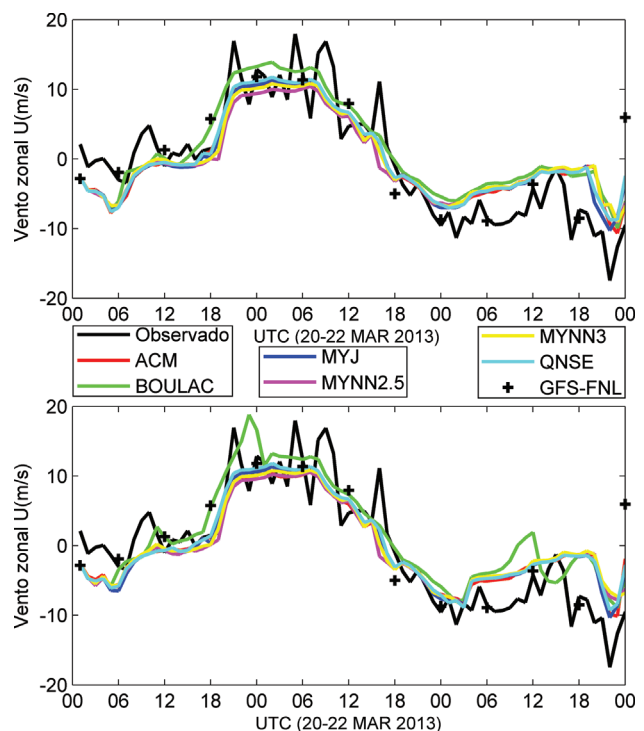 Vento zonal U(m/s)
20
10
0
-10
-20
00 06 12 18 00 06 12 18 00 06 12 18 00
UTC (20-22 MAR 2013)
Observado
ACM
BOULAC
MYJ
MYNN2.5
MYNN3
QNSE
GFS-FNL
Vento zonal U(m/s)
20
10
0
-10
-20
00 06 12 18 00 06 12 18 00 06 12 18 00
UTC (20-22 MAR 2013)